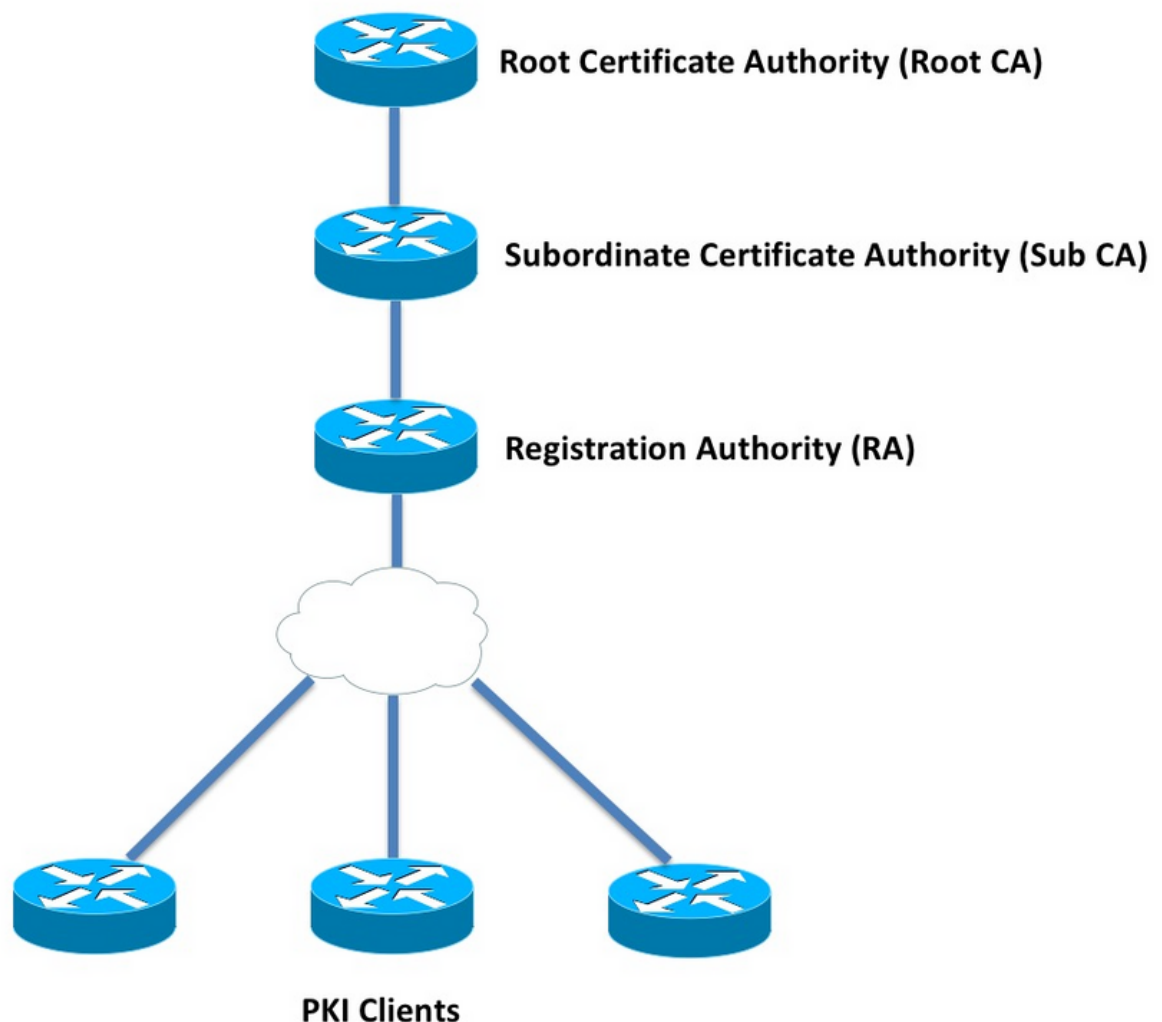 Root Certificate Authority (Root CA)
Subordinate Certificate Authority (Sub CA)
Registration Authority (RA)
PKI Clients